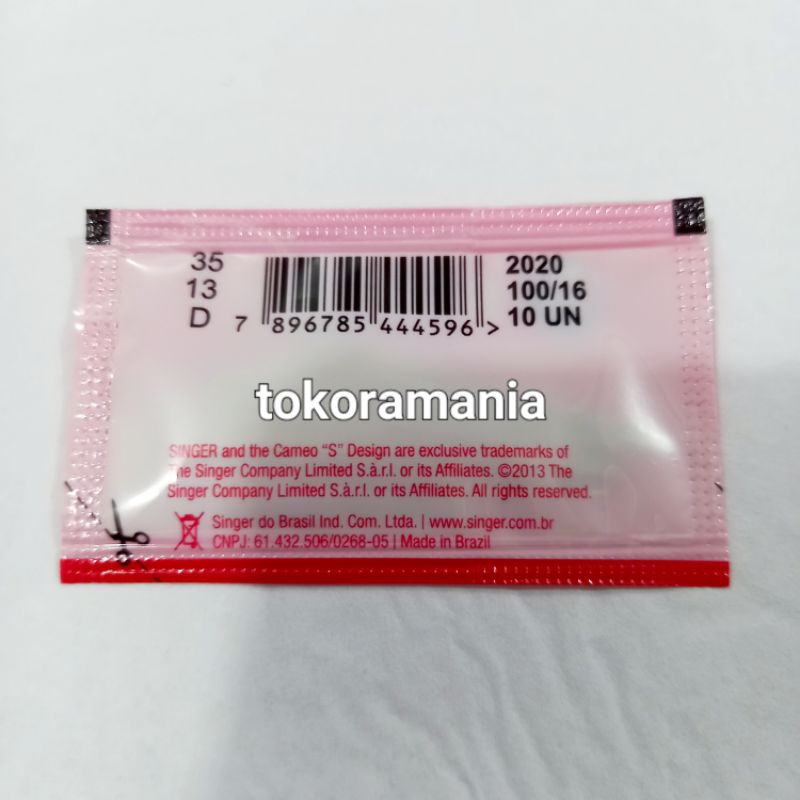 35
13
D
7 896785 444596 >
2020
100/16
10 UN
tokoramania
SINGER and the Cameo "S" Design are exclusive trademarks of
The Singer Company Limited S.à.r.l. or its Affiliates. ©2013 The
Singer Company Limited S.à.r.l. or its Affiliates. All rights reserved.
Singer do Brasil Ind. Com. Ltda. | www.singer.com.br
CNPJ: 61.432.506/0268-05 | Made in Brazil